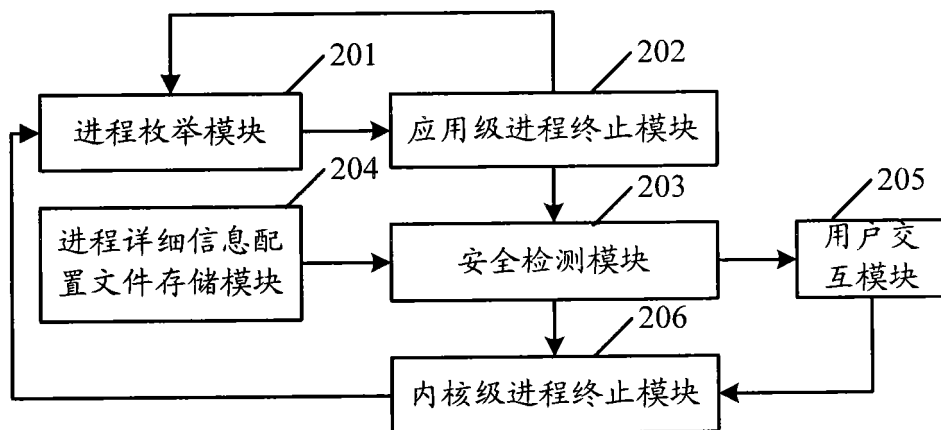 201
进程枚举模块
202
应用级进程终止模块
204
进程详细信息配
置文件存储模块
203
安全检测模块
205
用户交
互模块
206
内核级进程终止模块